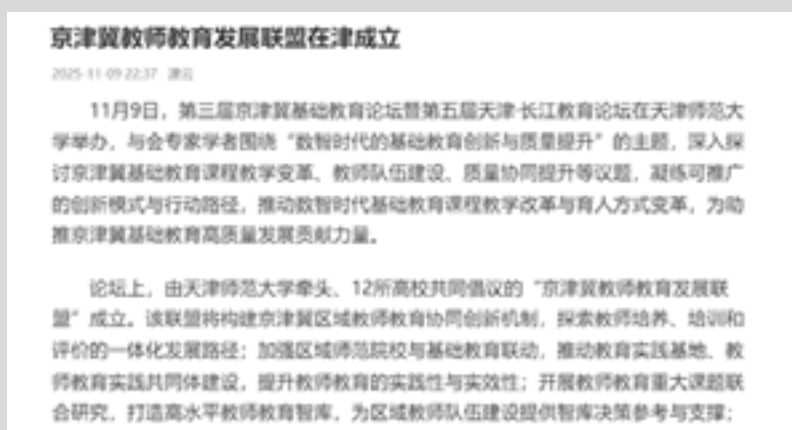 京津冀教师教育发展联盟在津成立
2025-11-09 22:37 津云
11月9日，第三届京津冀基础教育论坛暨第五届天津·长江教育论坛在天津师范大
学举办，与会专家学者围绕“数智时代的基础教育创新与质量提升”的主题，深入探
讨京津冀基础教育课程教学变革、教师队伍建设、质量协同提升等议题，凝练可推广
的创新模式与行动路径，推动数智时代基础教育课程教学改革与育人方式变革，为助
推京津冀基础教育高质量发展贡献力量。
论坛上，由天津师范大学牵头、12所高校共同倡议的“京津冀教师教育发展联
盟”成立。该联盟将构建京津冀区域教师教育协同创新机制，探索教师培养、培训和
评价的一体化发展路径；加强区域师范院校与基础教育联动，推动教育实践基地、教
师教育实践共同体建设，提升教师教育的实践性与实效性；开展教师教育重大课题联
合研究，打造高水平教师教育智库，为区域教师队伍建设提供智库决策参考与支撑；